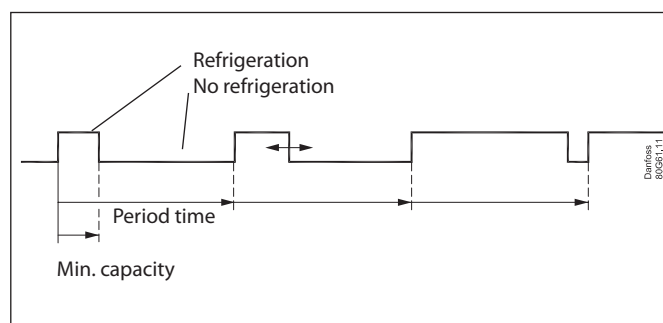 Refrigeration
No refrigeration
Period time
Min. capacity
Danfoss
80G61.11